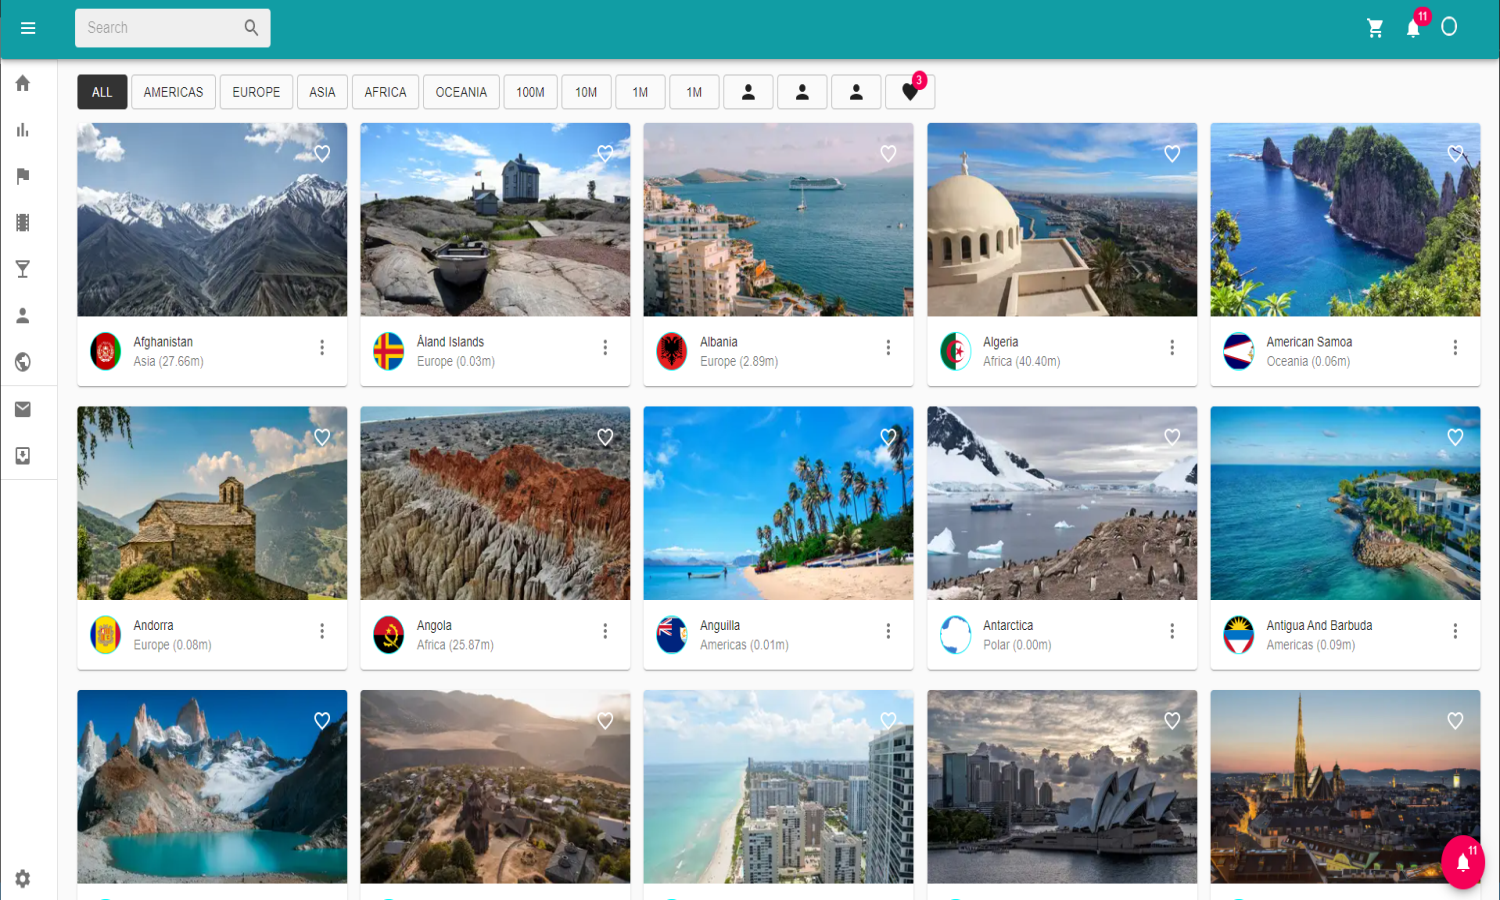 Search
11
ALL
AMERICAS
EUROPE
ASIA
AFRICA
OCEANIA
100M
10M
1M
1M
3
Afghanistan
Asia (27.66m)
Åland Islands
Europe (0.03m)
Albania
Europe (2.89m)
Algeria
Africa (40.40m)
American Samoa
Oceania (0.06m)
Andorra
Europe (0.08m)
Angola
Africa (25.87m)
Anguilla
Americas (0.01m)
Antarctica
Polar (0.00m)
Antigua And Barbuda
Americas (0.09m)
11